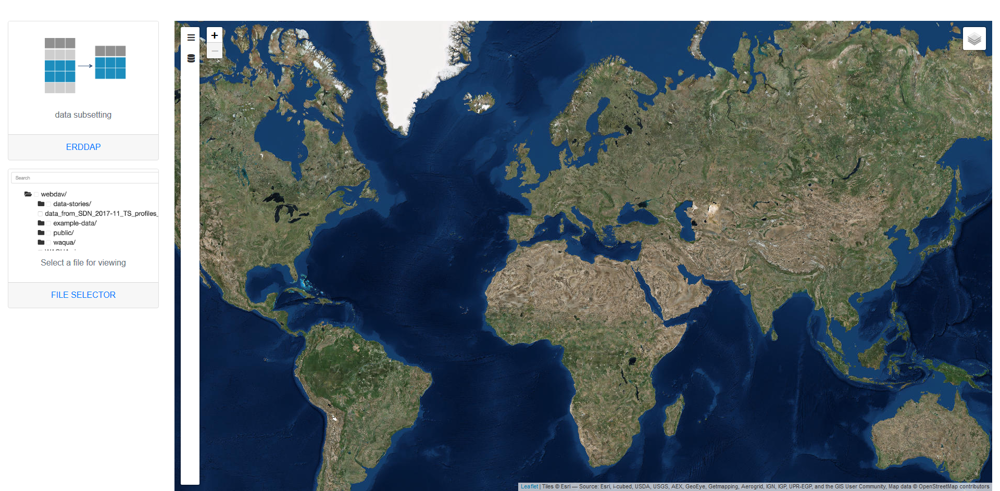 data subsetting
ERDDAP
Search
webdav/
data-stories/
data_from_SDN_2017-11_TS_profiles_
example-data/
public/
waqua/
Select a file for viewing
FILE SELECTOR
+
−
Leaflet | Tiles © Esri — Source: Esri, i-cubed, USDA, USGS, AEX, GeoEye, Getmapping, Aerogrid, IGN, IGP, UPR-EGP, and the GIS User Community, Map data © OpenStreetMap contributors